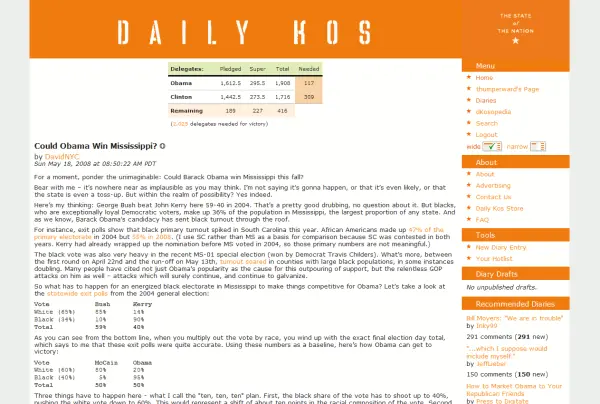 DAILY KOS
THE STATE
of
THE NATION
Delegates: Pledged Super Total Needed
Obama 1,612.5 295.5 1,908 117
Clinton 1,442.5 273.5 1,716 309
Remaining 189 227 416
(2,025 delegates needed for victory)
Could Obama Win Mississippi?
by DavidNYC
Sun May 18, 2008 at 08:50:22 AM PDT
For a moment, ponder the unimaginable: Could Barack Obama win Mississippi this fall?
Bear with me – it's nowhere near as implausible as you may think. I'm not saying it's gonna happen, or that it's even likely, or that
the state is even a toss-up. But within the realm of possibility? Yes indeed.
Here's my thinking: George Bush beat John Kerry here 59-40 in 2004. That's a pretty good drubbing, no question about it. But blacks,
who are exceptionally loyal Democratic voters, make up 36% of the population in Mississippi, the largest proportion of any state. And
as we know, Barack Obama's candidacy has sent black turnout through the roof.
For instance, exit polls show that black primary turnout spiked in South Carolina this year. African Americans made up 47% of the
primary electorate in 2004 but 55% in 2008. (I use SC rather than MS as a basis for comparison because SC was contested in both
years. Kerry had already wrapped up the nomination before MS voted in 2004, so those primary numbers are not meaningful.)
The black vote was also very heavy in the recent MS-01 special election (won by Democrat Travis Childers). What's more, between
the first round on April 22nd and the run-off on May 13th, turnout soared in counties with large black populations, in some instances
doubling. Many people have cited not just Obama's popularity as the cause for this outpouring of support, but the relentless GOP
attacks on him as well – attacks which will surely continue, and continue to galvanize.
So what has to happen for an energized black electorate in Mississippi to make things competitive for Obama? Let's take a look at
the statewide exit polls from the 2004 general election:
Vote Bush Kerry
White (65%) 85% 14%
Black (34%) 10% 90%
Total 59% 40%
As you can see from the bottom line, when you multiply out the vote by race, you wind up with the exact final election day total,
which says to me that these exit polls were quite accurate. Using these numbers as a baseline, here's how Obama can get to
victory:
Vote McCain Obama
White (60%) 80% 20%
Black (40%) 5% 95%
Total 50% 50%
Three things have to happen here – what I call the "ten, ten, ten" plan. First, the black share of the vote has to shoot up to 40%,
pushing the white vote down to 60%. This would represent a shift of about ten points in the racial composition of the vote. Second
Menu
Home
thumperward's Page
Diaries
dKosopedia
Search
Logout
wide narrow
About
About
Advertising
Contact Us
Daily Kos Store
FAQ
Tools
New Diary Entry
Your Hotlist
Diary Drafts
No unpublished drafts.
Recommended Diaries
Bill Moyers: "We are in trouble"
by Inky99
291 comments (291 new)
"...which I suppose would
include myself."
by jefflieber
150 comments (150 new)
How to Market Obama to Your
Republican Friends
by Press to Digitate